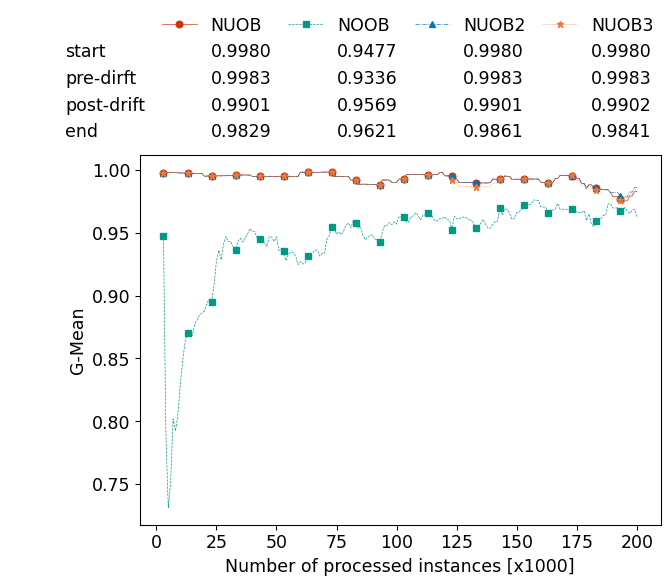 NUOB NOOB NUOB2 NUOB3
start 0.9980 0.9477 0.9980 0.9980
pre-dirft 0.9983 0.9336 0.9983 0.9983
post-drift 0.9901 0.9569 0.9901 0.9902
end 0.9829 0.9621 0.9861 0.9841
1.00
0.95
0.90
0.85
0.80
0.75
G-Mean
0 25 50 75 100 125 150 175 200
Number of processed instances [x1000]